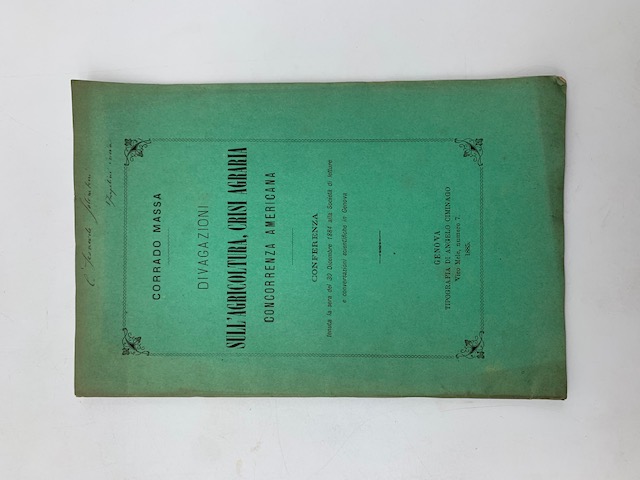 CORRADO MASSA
DIVAGAZIONI
SULL'AGRICOLTURA, CRISI AGRARIA
CONCORRENZA AMERICANA
CONFERENZA
tenuta la sera del 30 Dicembre 1884 alla Società di letture
e conversazioni scientifiche in Genova
GENOVA
TIPOGRAFIA DI ANGELO CIMINAGO
Vico Mele, numero 7.
1885.